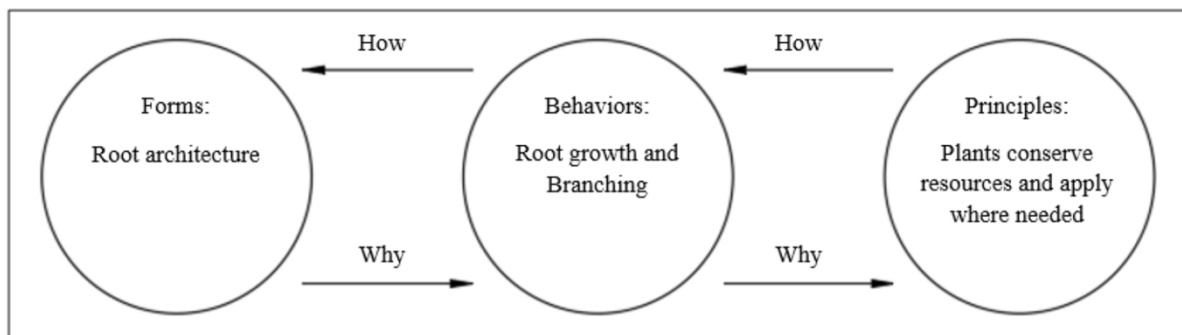 How
How
Forms:
Root architecture
Behaviors:
Root growth and
Branching
Principles:
Plants conserve
resources and apply
where needed
Why
Why